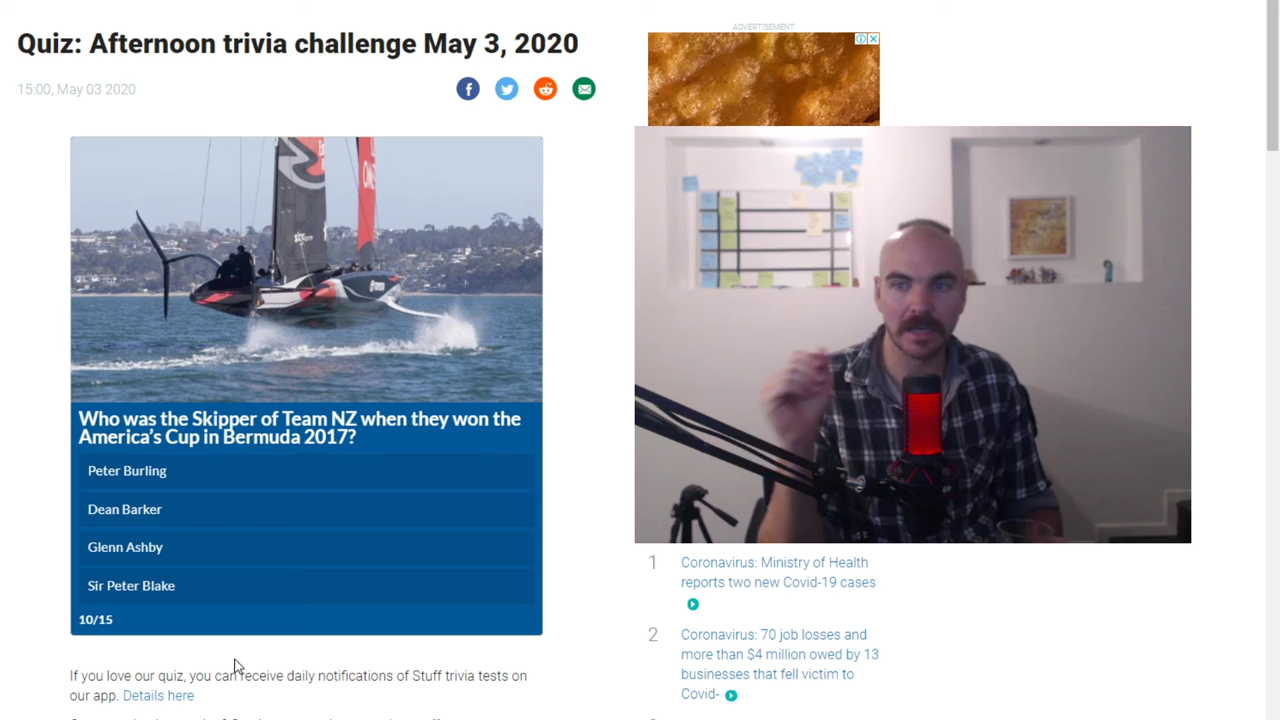 Quiz: Afternoon trivia challenge May 3, 2020
15:00, May 03 2020
ADVERTISEMENT
Who was the Skipper of Team NZ when they won the
America's Cup in Bermuda 2017?
Peter Burling
Dean Barker
Glenn Ashby
Sir Peter Blake
10/15
If you love our quiz, you can receive daily notifications of Stuff trivia tests on
our app. Details here
1 Coronavirus: Ministry of Health
reports two new Covid-19 cases
2 Coronavirus: 70 job losses and
more than $4 million owed by 13
businesses that fell victim to
Covid-